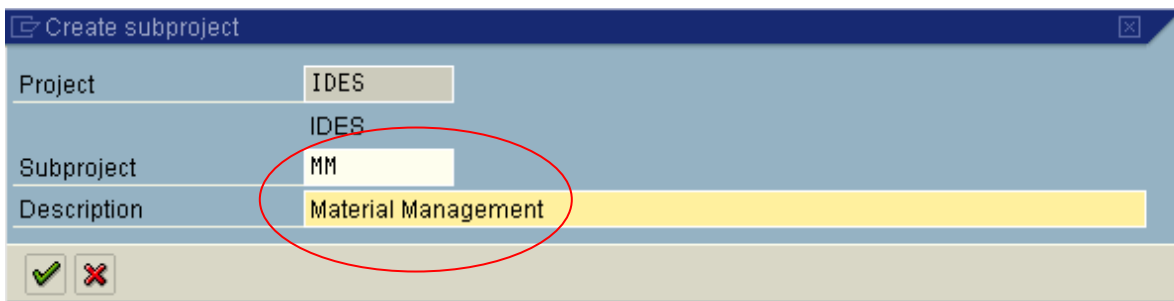 Create subproject
Project IDES
IDES
Subproject MM
Description Material Management